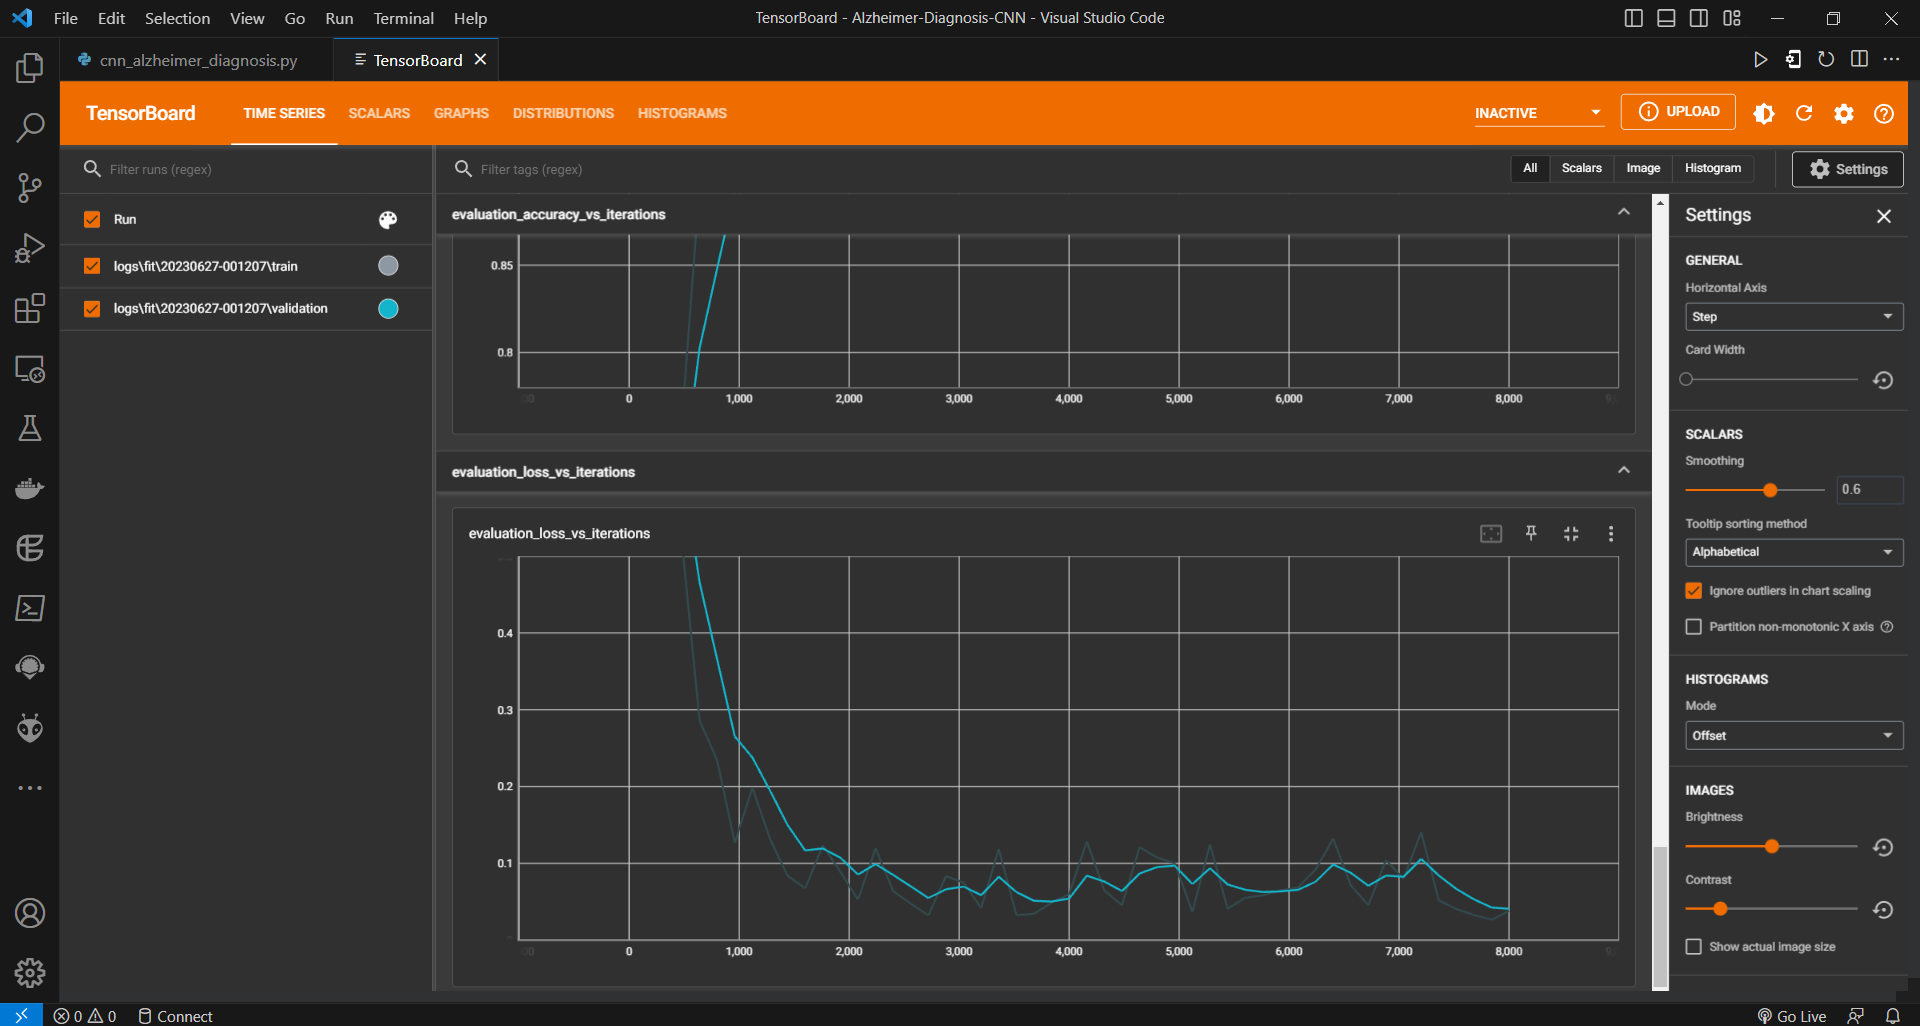 File Edit Selection View Go Run Terminal Help
TensorBoard - Alzheimer-Diagnosis-CNN - Visual Studio Code
cnn_alzheimer_diagnosis.py
TensorBoard
TensorBoard
TIME SERIES SCALARS GRAPHS DISTRIBUTIONS HISTOGRAMS
INACTIVE
UPLOAD
Filter runs (regex)
Filter tags (regex)
All Scalars Image Histogram
Settings
Run
logs\fit\20230627-001207\train
logs\fit\20230627-001207\validation
evaluation_accuracy_vs_iterations
0.85
0.8
0 1,000 2,000 3,000 4,000 5,000 6,000 7,000 8,000
evaluation_loss_vs_iterations
evaluation_loss_vs_iterations
0.4
0.3
0.2
0.1
0 1,000 2,000 3,000 4,000 5,000 6,000 7,000 8,000
Settings
GENERAL
Horizontal Axis
Step
Card Width
SCALARS
Smoothing
0.6
Tooltip sorting method
Alphabetical
Ignore outliers in chart scaling
Partition non-monotonic X axis
HISTOGRAMS
Mode
Offset
IMAGES
Brightness
Contrast
Show actual image size
0 0 Connect
Go Live